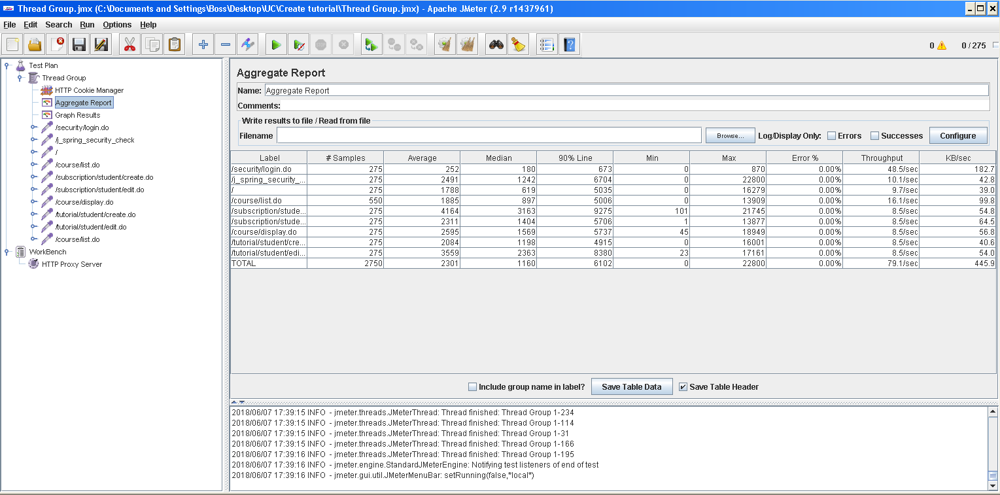 Thread Group.jmx (C:\Documents and Settings\Boss\Desktop\UC\Create tutorial\Thread Group.jmx) - Apache JMeter (2.9 r1437961)
File Edit Search Run Options Help
0 0 / 275
Test Plan
Thread Group
HTTP Cookie Manager
Aggregate Report
Graph Results
/security/login.do
/j_spring_security_check
/
/course/list.do
/subscription/student/create.do
/subscription/student/edit.do
/course/display.do
/tutorial/student/create.do
/tutorial/student/edit.do
/course/list.do
WorkBench
HTTP Proxy Server
Aggregate Report
Name: Aggregate Report
Comments:
Write results to file / Read from file
Filename Browse... Log/Display Only: Errors Successes Configure
Label # Samples Average Median 90% Line Min Max Error % Throughput KB/sec
/security/login.do 275 252 180 673 0 870 0.00% 48.5/sec 182.7
/j_spring_security_... 275 2491 1242 6704 0 22800 0.00% 10.1/sec 42.8
/ 275 1788 619 5035 0 16279 0.00% 9.7/sec 39.0
/course/list.do 550 1885 897 5006 0 13909 0.00% 16.1/sec 99.8
/subscription/stude... 275 4164 3163 9275 101 21745 0.00% 8.5/sec 54.8
/subscription/stude... 275 2311 1404 5706 1 13877 0.00% 8.5/sec 64.5
/course/display.do 275 2595 1569 5737 45 18949 0.00% 8.5/sec 56.8
/tutorial/student/cre... 275 2084 1198 4915 0 16001 0.00% 8.5/sec 40.6
/tutorial/student/edi... 275 3559 2363 8380 23 17161 0.00% 8.5/sec 54.0
TOTAL 2750 2301 1160 6102 0 22800 0.00% 79.1/sec 445.9
Include group name in label? Save Table Data Save Table Header
2018/06/07 17:39:15 INFO - jmeter.threads.JMeterThread: Thread finished: Thread Group 1-234
2018/06/07 17:39:15 INFO - jmeter.threads.JMeterThread: Thread finished: Thread Group 1-114
2018/06/07 17:39:15 INFO - jmeter.threads.JMeterThread: Thread finished: Thread Group 1-31
2018/06/07 17:39:15 INFO - jmeter.threads.JMeterThread: Thread finished: Thread Group 1-166
2018/06/07 17:39:16 INFO - jmeter.threads.JMeterThread: Thread finished: Thread Group 1-195
2018/06/07 17:39:16 INFO - jmeter.engine.StandardJMeterEngine: Notifying test listeners of end of test
2018/06/07 17:39:16 INFO - jmeter.gui.util.JMeterMenuBar: setRunning(false,*local*)